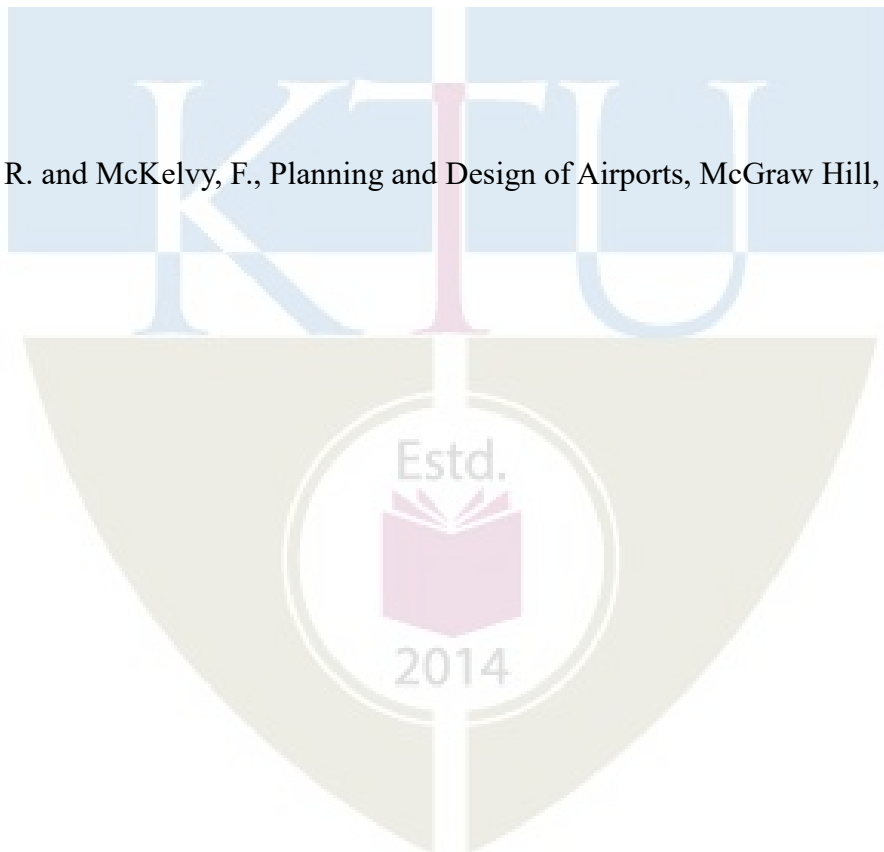 KTU
R. and McKelvy, F., Planning and Design of Airports, McGraw Hill,
Estd.
2014